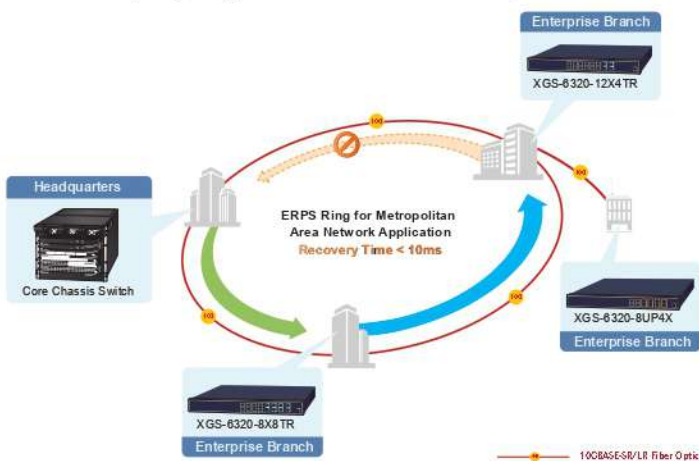 Enterprise Branch
XGS-6320-12X4TR
Headquarters
Core Chassis Switch
ERPS Ring for Metropolitan
Area Network Application
Recovery Time < 10ms
XGS-6320-8UP4X
Enterprise Branch
XGS-6320-8X8TR
Enterprise Branch
10GBASE-SR/LR Fiber Optic